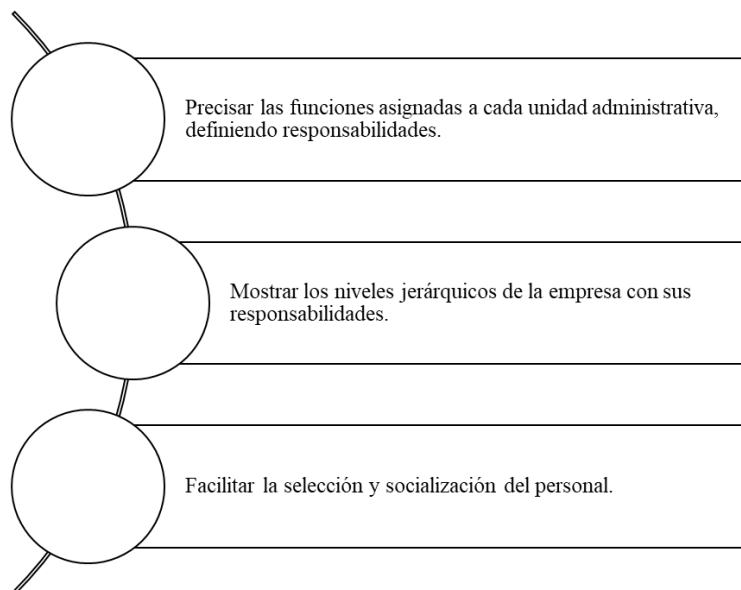 Precisar las funciones asignadas a cada unidad administrativa,
definiendo responsabilidades.
Mostrar los niveles jerárquicos de la empresa con sus
responsabilidades.
Facilitar la selección y socialización del personal.